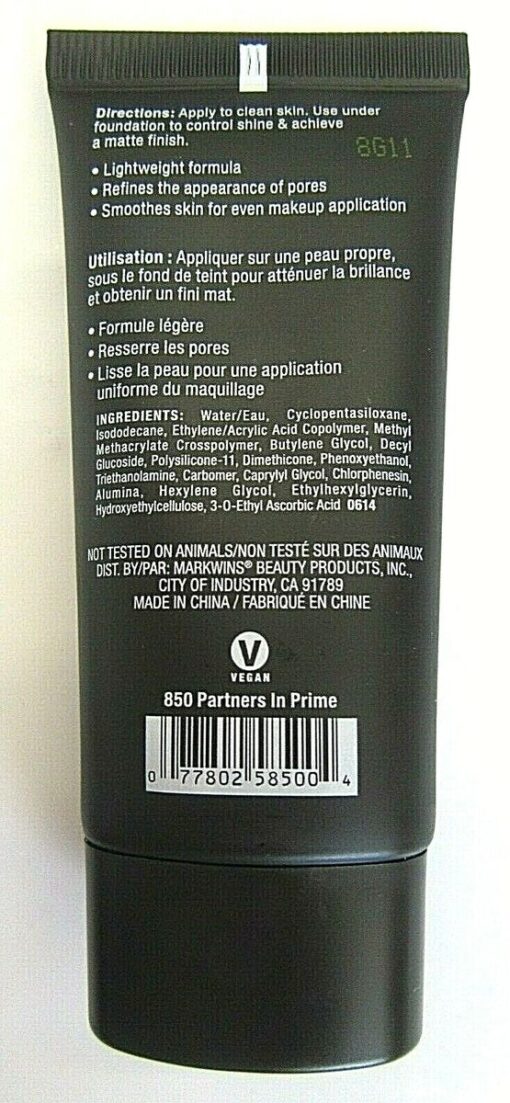 Directions: Apply to clean skin. Use under
foundation to control shine & achieve
a matte finish.
8G11
• Lightweight formula
• Refines the appearance of pores
• Smoothes skin for even makeup application
Utilisation : Appliquer sur une peau propre,
sous le fond de teint pour atténuer la brillance
et obtenir un fini mat.
• Formule légère
• Resserre les pores
• Lisse la peau pour une application
uniforme du maquillage
INGREDIENTS: Water/Eau, Cyclopentasiloxane,
Isododecane, Ethylene/Acrylic Acid Copolymer, Methyl
Methacrylate Crosspolymer, Butylene Glycol, Decyl
Glucoside, Polysilicone-11, Dimethicone, Phenoxyethanol,
Triethanolamine, Carbomer, Caprylyl Glycol, Chlorphenesin,
Alumina, Hexylene Glycol, Ethylhexylglycerin,
Hydroxyethylcellulose, 3-O-Ethyl Ascorbic Acid 0614
NOT TESTED ON ANIMALS/NON TESTÉ SUR DES ANIMAUX
DIST. BY/PAR: MARKWINS® BEAUTY PRODUCTS, INC.,
CITY OF INDUSTRY, CA 91789
MADE IN CHINA / FABRIQUÉ EN CHINE
V
VEGAN
850 Partners In Prime
0 77802 58500 4